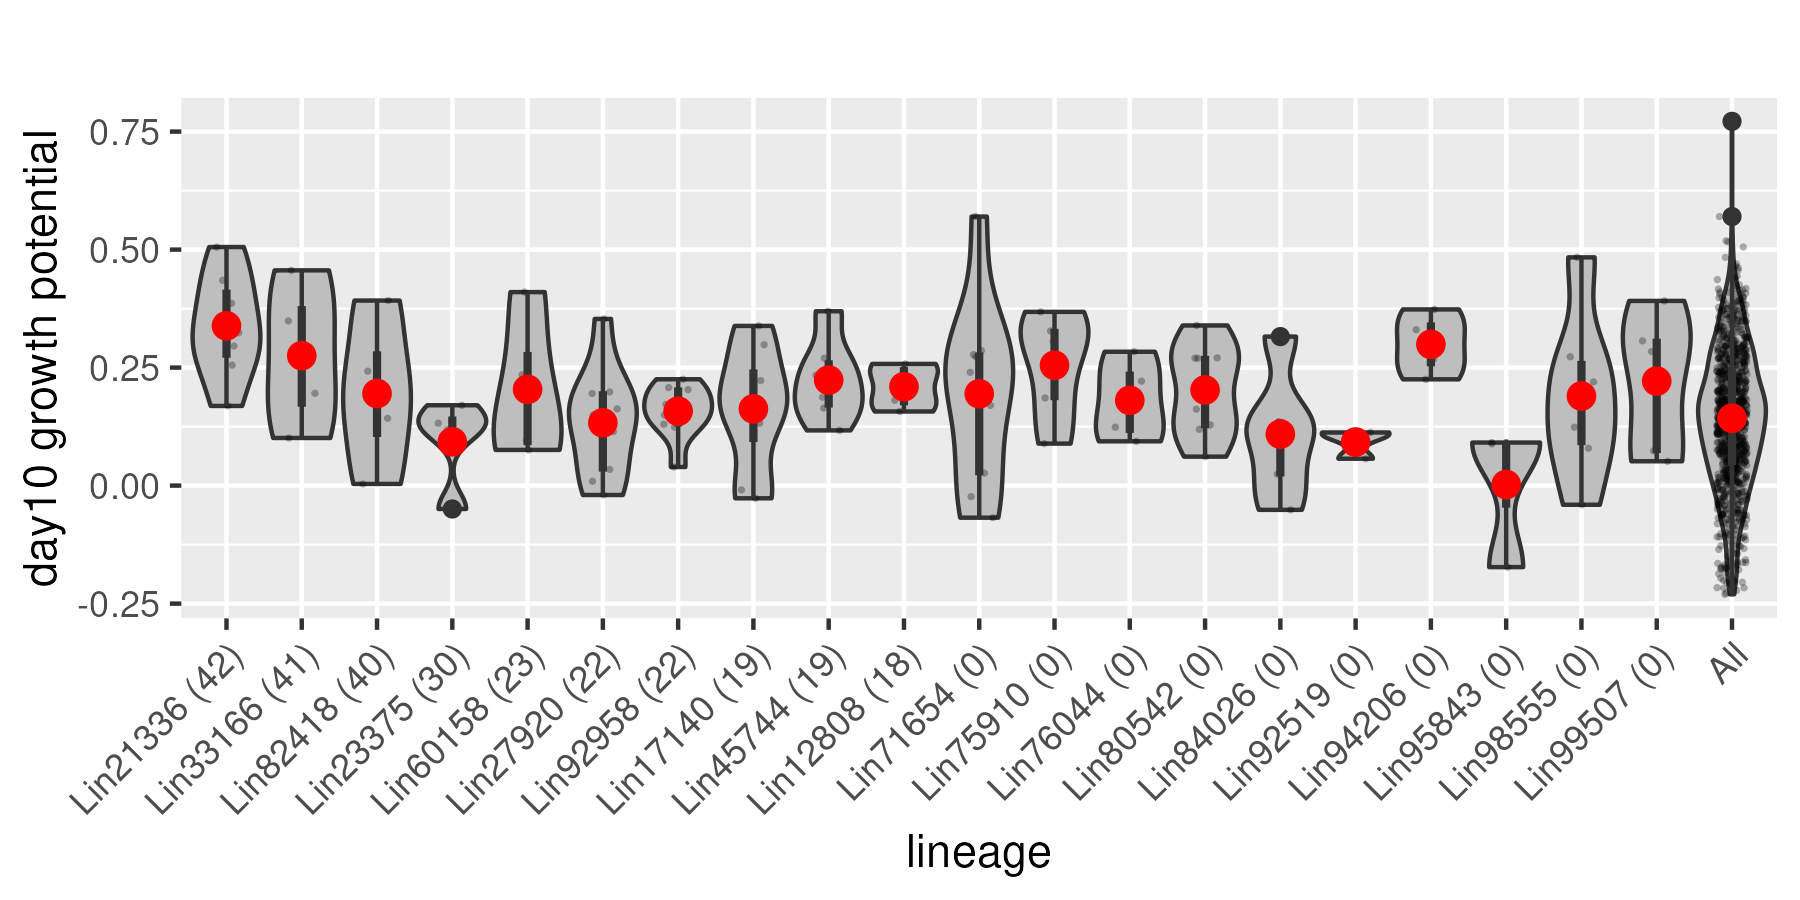 day10 growth potential
0.75
0.50
0.25
0.00
-0.25
Lin21336 (42)
Lin33166 (41)
Lin82418 (40)
Lin23375 (30)
Lin60158 (23)
Lin27920 (22)
Lin92958 (22)
Lin17140 (19)
Lin45744 (19)
Lin12808 (18)
Lin71654 (0)
Lin75910 (0)
Lin76044 (0)
Lin80542 (0)
Lin84026 (0)
Lin92519 (0)
Lin94206 (0)
Lin95843 (0)
Lin98555 (0)
Lin99507 (0)
All
lineage